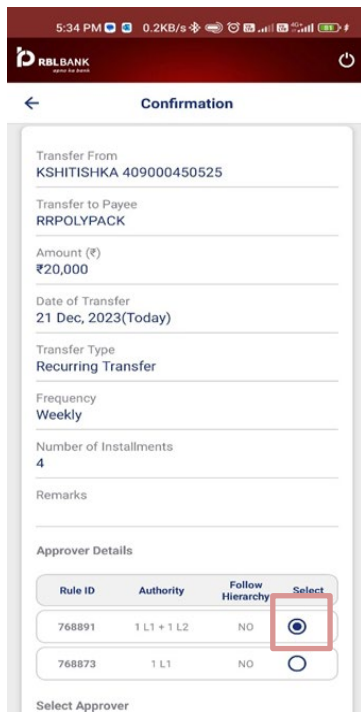 5:34 PM 0.2KB/s
RBLBANK
apno ka bank
Confirmation
Transfer From
KSHITISHKA 409000450525
Transfer to Payee
RRPOLYPACK
Amount (₹)
₹20,000
Date of Transfer
21 Dec, 2023(Today)
Transfer Type
Recurring Transfer
Frequency
Weekly
Number of Installments
4
Remarks
Approver Details
Rule ID Authority Follow Hierarchy Select
768891 1 L1 + 1 L2 NO
768873 1 L1 NO
Select Approver